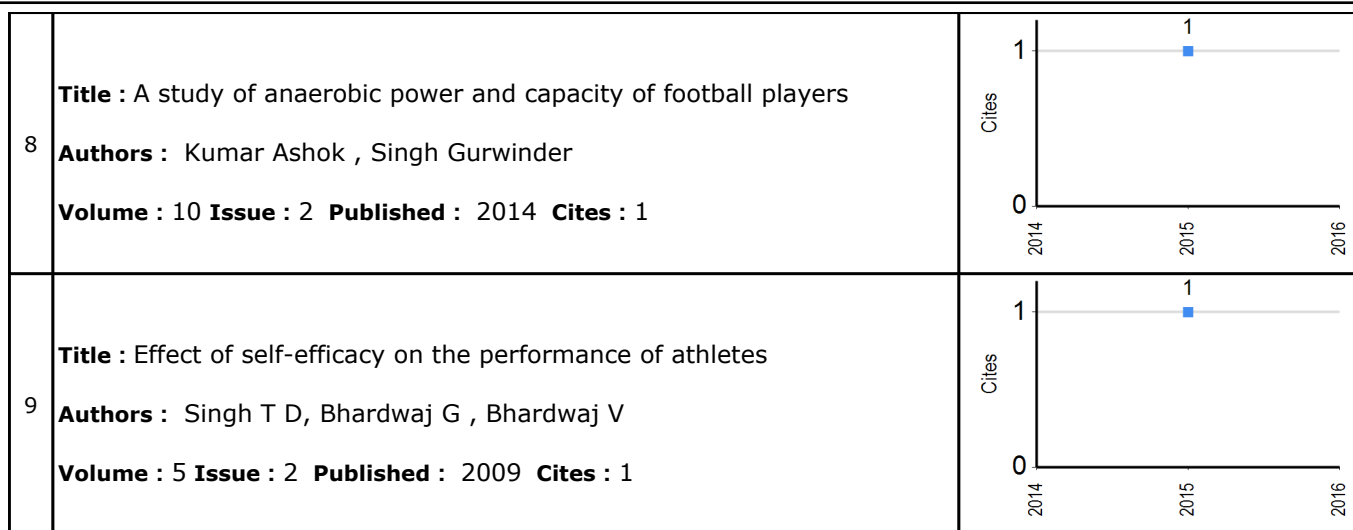 8
Title : A study of anaerobic power and capacity of football players
Authors : Kumar Ashok , Singh Gurwinder
Volume : 10 Issue : 2 Published : 2014 Cites : 1
1
1
Cites
0
2014
2015
2016
9
Title : Effect of self-efficacy on the performance of athletes
Authors : Singh T D, Bhardwaj G , Bhardwaj V
Volume : 5 Issue : 2 Published : 2009 Cites : 1
1
1
Cites
0
2014
2015
2016